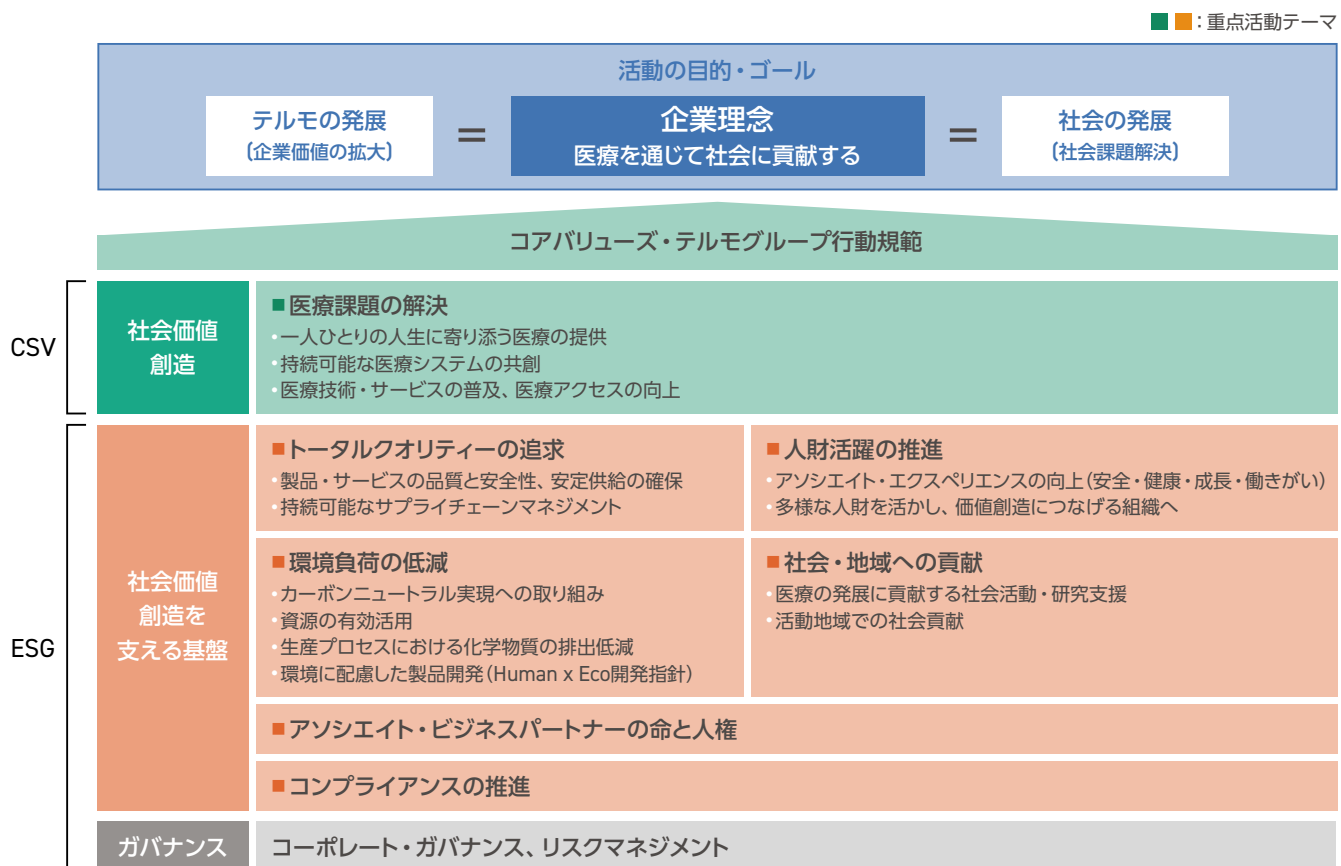 ■ ■：重点活動テーマ
活動の目的・ゴール
テルモの発展
（企業価値の拡大）
＝
企業理念
医療を通じて社会に貢献する
＝
社会の発展
（社会課題解決）
コアバリューズ・テルモグループ行動規範
CSV
社会価値
創造
■医療課題の解決
・一人ひとりの人生に寄り添う医療の提供
・持続可能な医療システムの共創
・医療技術・サービスの普及、医療アクセスの向上
ESG
社会価値
創造を
支える基盤
■トータルクオリティーの追求
・製品・サービスの品質と安全性、安定供給の確保
・持続可能なサプライチェーンマネジメント
■人財活躍の推進
・アソシエイト・エクスペリエンスの向上（安全・健康・成長・働きがい）
・多様な人財を活かし、価値創造につなげる組織へ
■環境負荷の低減
・カーボンニュートラル実現への取り組み
・資源の有効活用
・生産プロセスにおける化学物質の排出低減
・環境に配慮した製品開発（Human x Eco開発指針）
■社会・地域への貢献
・医療の発展に貢献する社会活動・研究支援
・活動地域での社会貢献
■アソシエイト・ビジネスパートナーの命と人権
■コンプライアンスの推進
ガバナンス
コーポレート・ガバナンス、リスクマネジメント